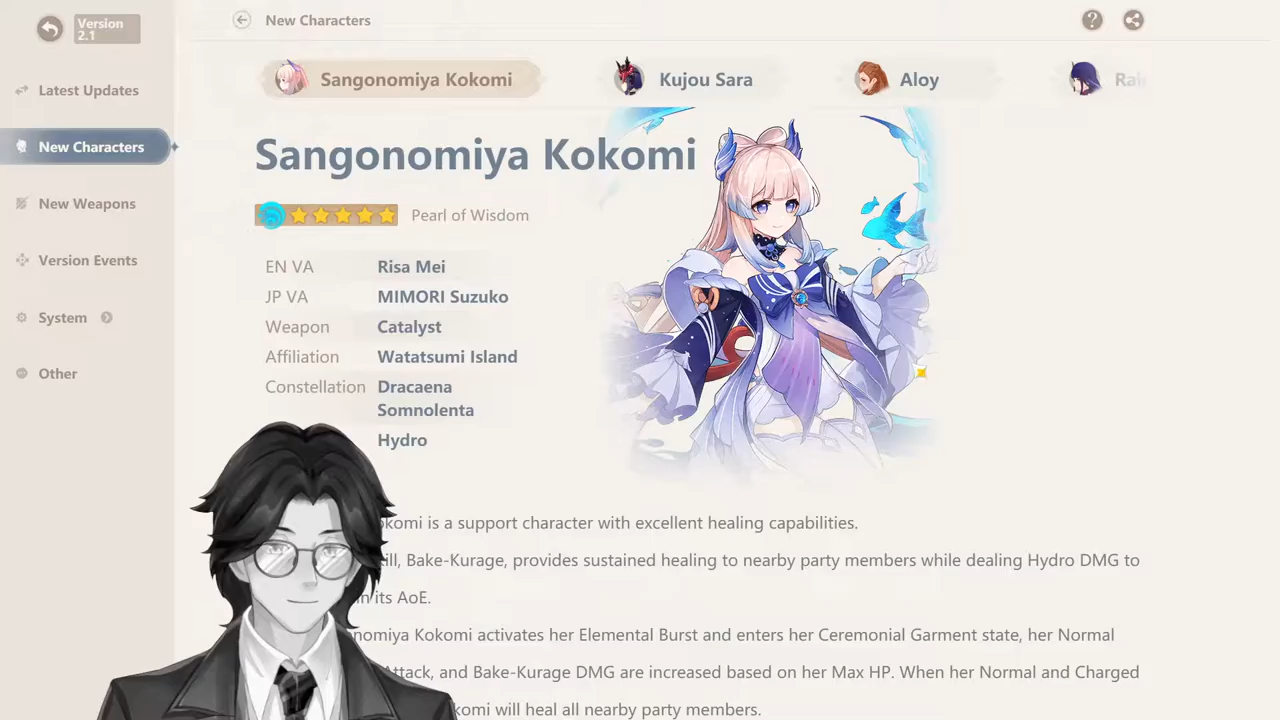 Version
2.1
New Characters
Sangonomiya Kokomi
Kujou Sara
Aloy
Latest Updates
New Characters
New Weapons
Version Events
System
Other
Sangonomiya Kokomi
Pearl of Wisdom
EN VA Risa Mei
JP VA MIMORI Suzuko
Weapon Catalyst
Affiliation Watatsumi Island
Constellation Dracaena
Somnolenta
Hydro
okomi is a support character with excellent healing capabilities.
ill, Bake-Kurage, provides sustained healing to nearby party members while dealing Hydro DMG to
in its AoE.
nomiya Kokomi activates her Elemental Burst and enters her Ceremonial Garment state, her Normal
Attack, and Bake-Kurage DMG are increased based on her Max HP. When her Normal and Charged
komi will heal all nearby party members.